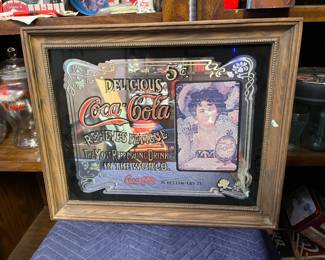 5¢
DELICIOUS
Coca-Cola
RELIEVES FATIGUE
THE MOST REFRESHING DRINK
IN THE WORLD
Coca-Cola